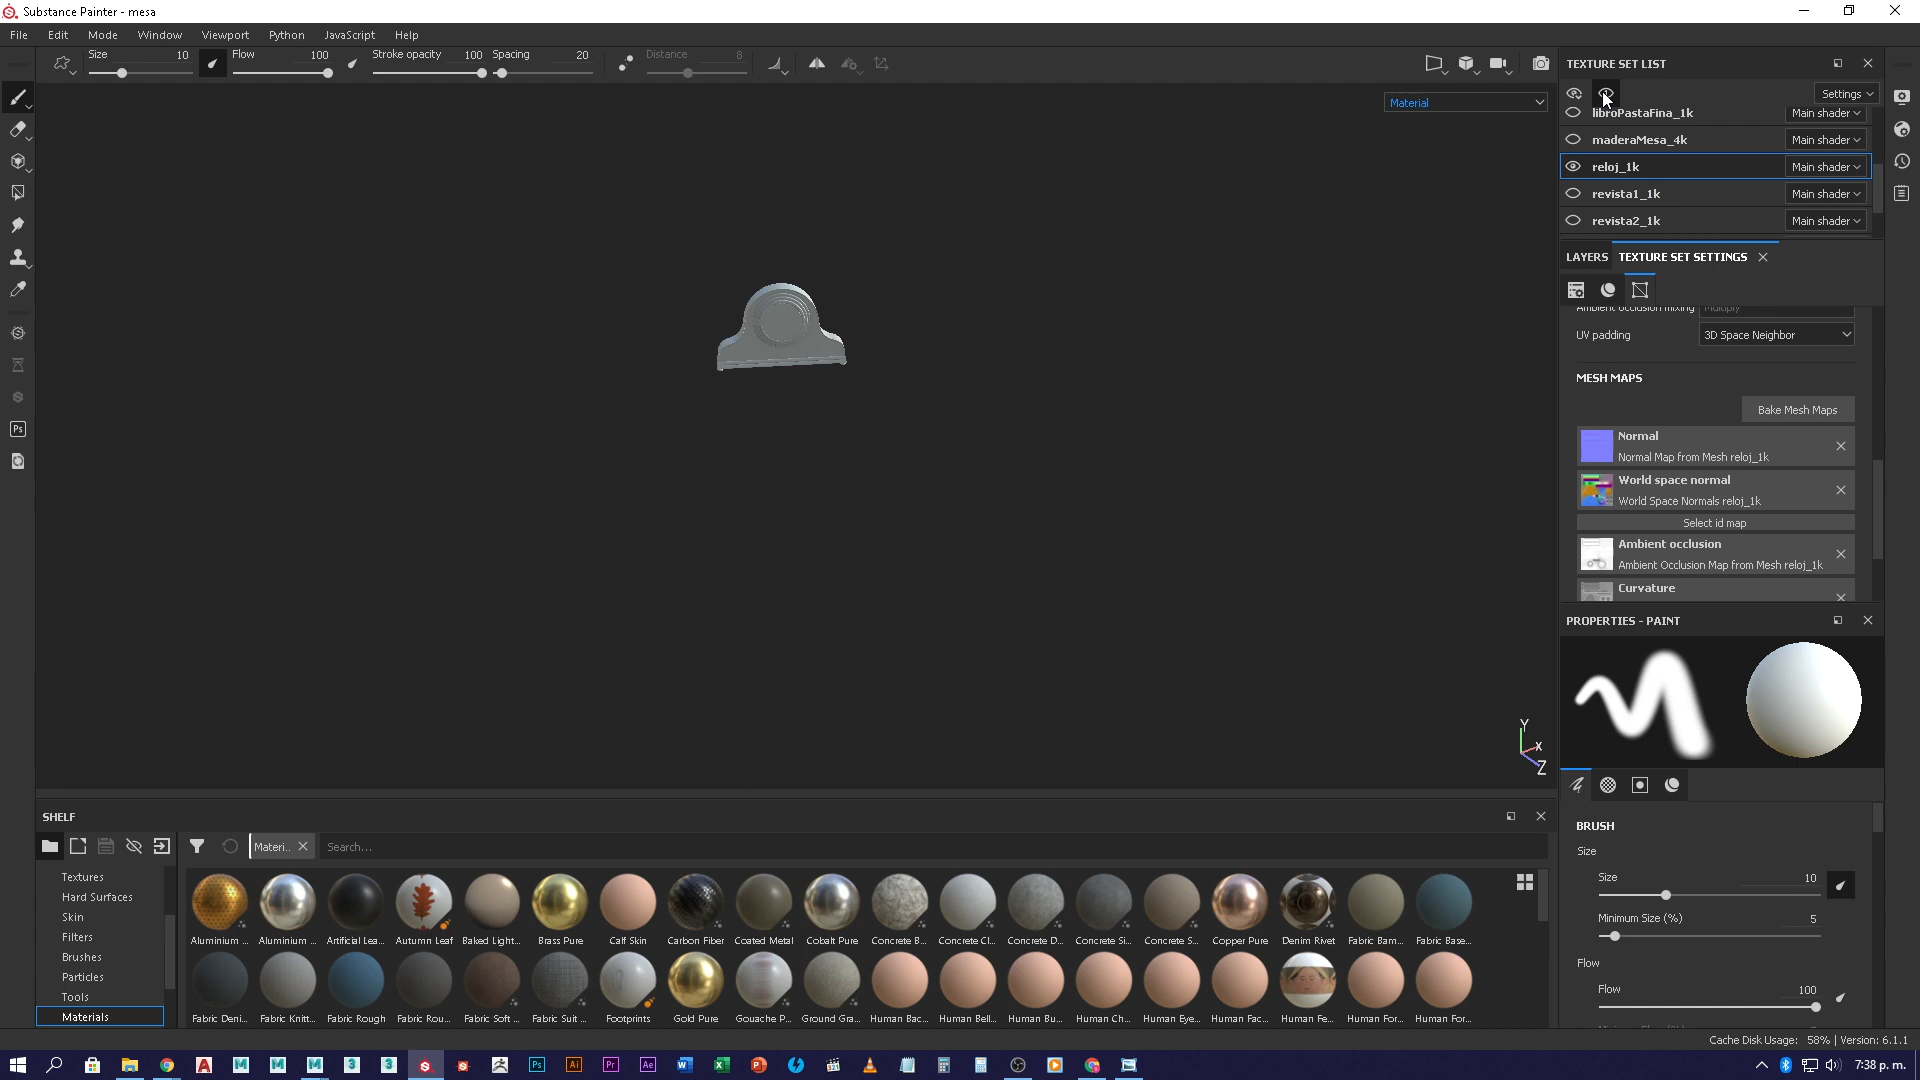 Substance Painter - mesa
File Edit Mode Window Viewport Python JavaScript Help
Size 10 Flow 100 Stroke opacity 100 Spacing 20 Distance 8
Material
TEXTURE SET LIST
Settings
libroPastaFina_1k Main shader
maderaMesa_4k Main shader
reloj_1k Main shader
revista1_1k Main shader
revista2_1k Main shader
LAYERS TEXTURE SET SETTINGS
Ambient occlusion mixing Multiply
UV padding 3D Space Neighbor
MESH MAPS
Bake Mesh Maps
Normal
Normal Map from Mesh reloj_1k
World space normal
World Space Normals reloj_1k
Select id map
Ambient occlusion
Ambient Occlusion Map from Mesh reloj_1k
Curvature
PROPERTIES - PAINT
BRUSH
Size
Size 10
Minimum Size (%) 5
Flow
Flow 100
Y
X
Z
SHELF
Materi..
Search...
Textures
Hard Surfaces
Skin
Filters
Brushes
Particles
Tools
Materials
Aluminium ... Aluminium ... Artificial Lea... Autumn Leaf Baked Light... Brass Pure Calf Skin Carbon Fiber Coated Metal Cobalt Pure Concrete B... Concrete Cl... Concrete D... Concrete Si... Concrete S... Copper Pure Denim Rivet Fabric Bam... Fabric Base...
Fabric Deni... Fabric Knitt... Fabric Rough Fabric Rou... Fabric Soft ... Fabric Suit ... Footprints Gold Pure Gouache P... Ground Gra... Human Bac... Human Bell... Human Bu... Human Ch... Human Eye... Human Fac... Human Fe... Human For... Human For...
Cache Disk Usage: 58% | Version: 6.1.1
7:38 p. m.